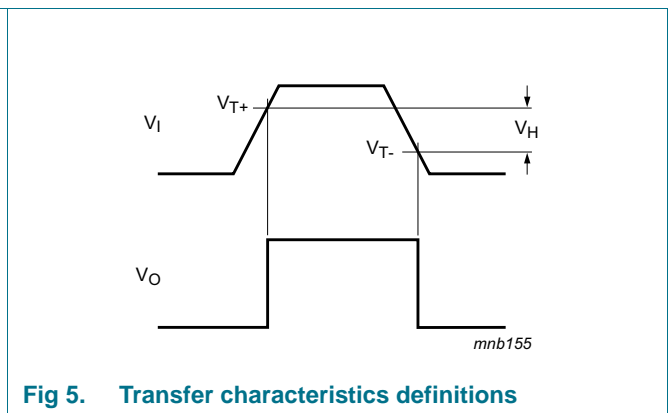 VT+
VI
VH
VT-
VO
mnb155
Fig 5. Transfer characteristics definitions